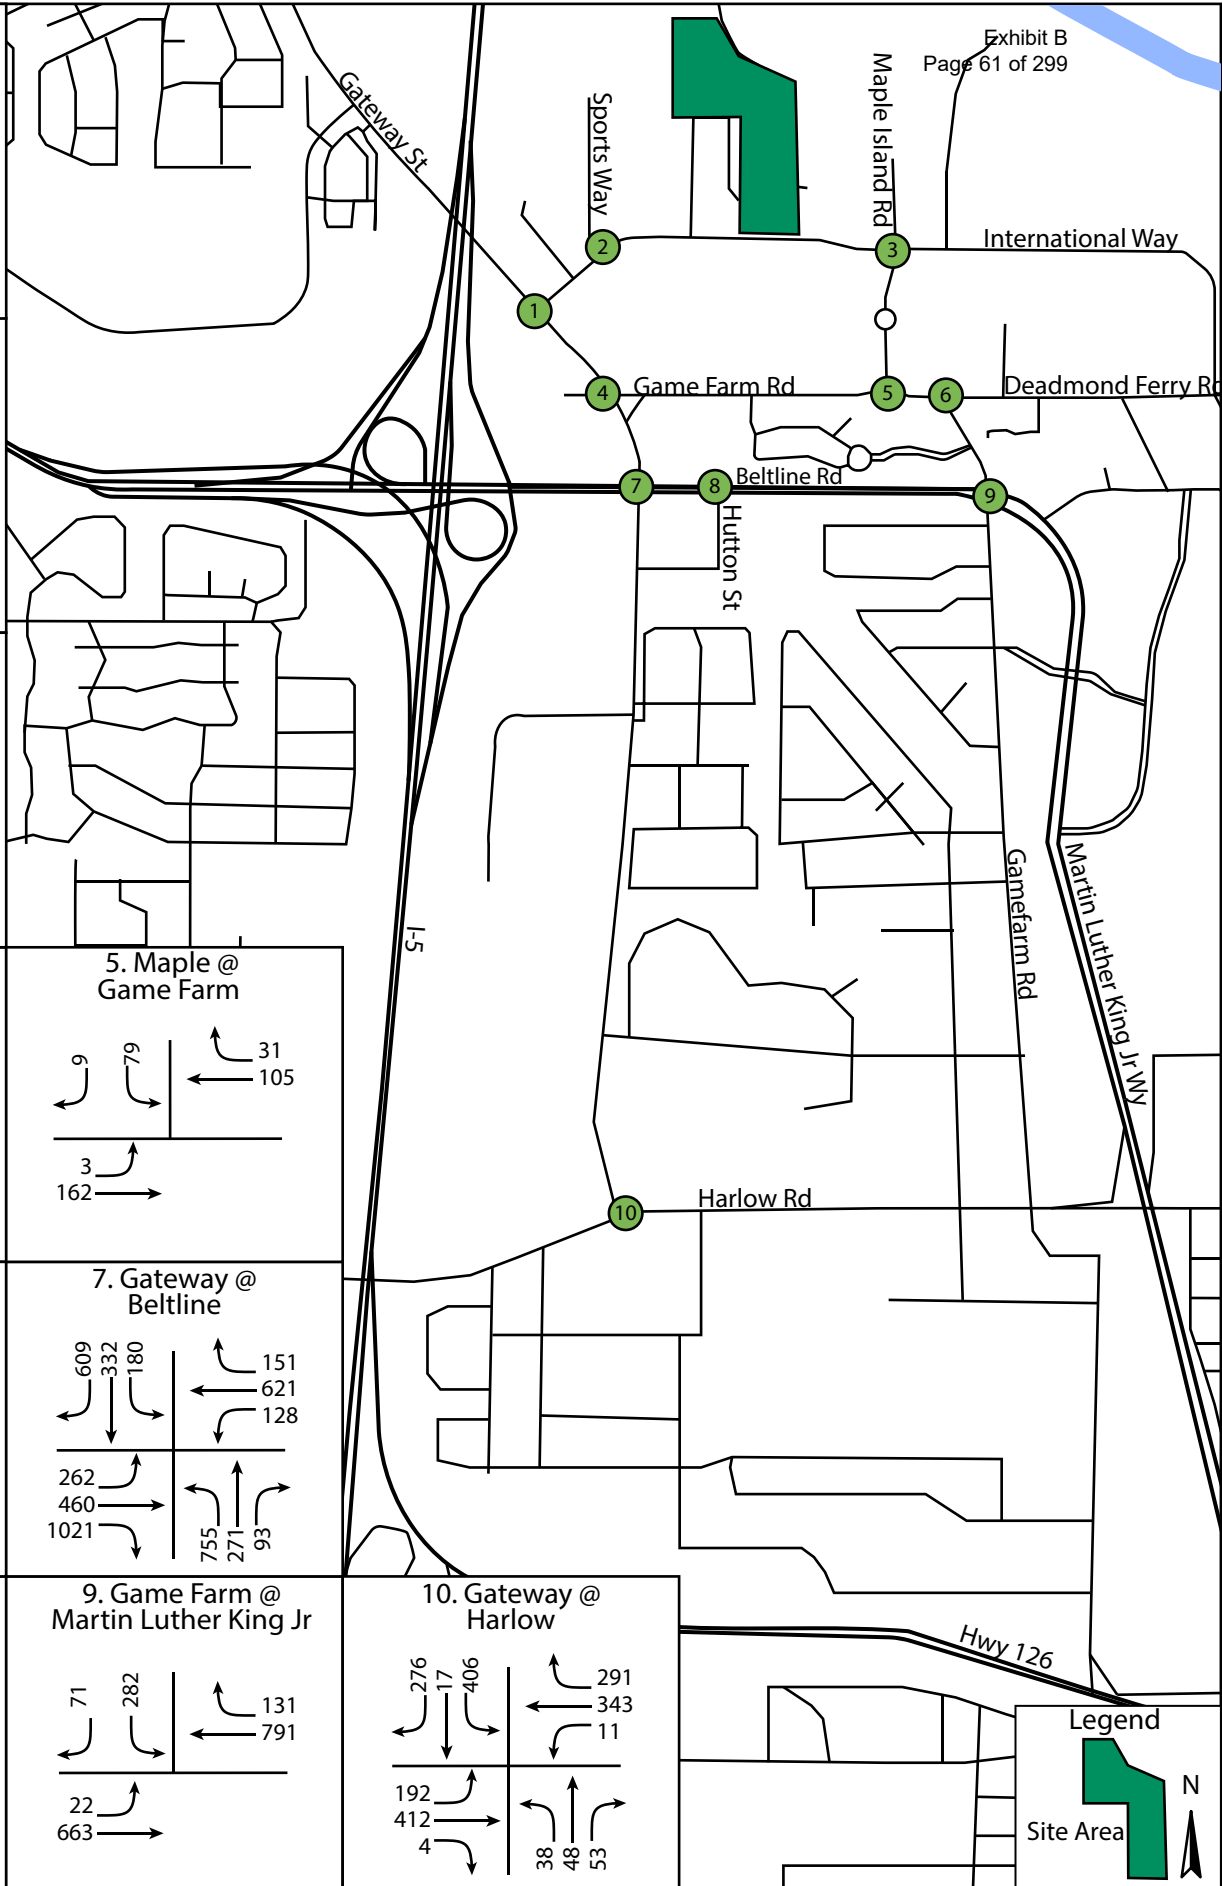 Exhibit B
Page 61 of 299
Gateway St
Sports Way
Maple Island Rd
International Way
2
3
1
4
Game Farm Rd
5
6
Deadmond Ferry Rd
7
8
Beltline Rd
9
Hutton St
I-5
Gamefarm Rd
Martin Luther King Jr Wy
10
Harlow Rd
Hwy 126
5. Maple @
Game Farm
9
79
31
105
3
162
7. Gateway @
Beltline
609
332
180
151
621
128
262
460
1021
755
271
93
9. Game Farm @
Martin Luther King Jr
71
282
131
791
22
663
10. Gateway @
Harlow
276
17
406
291
343
11
192
412
4
38
48
53
Legend
Site Area
N